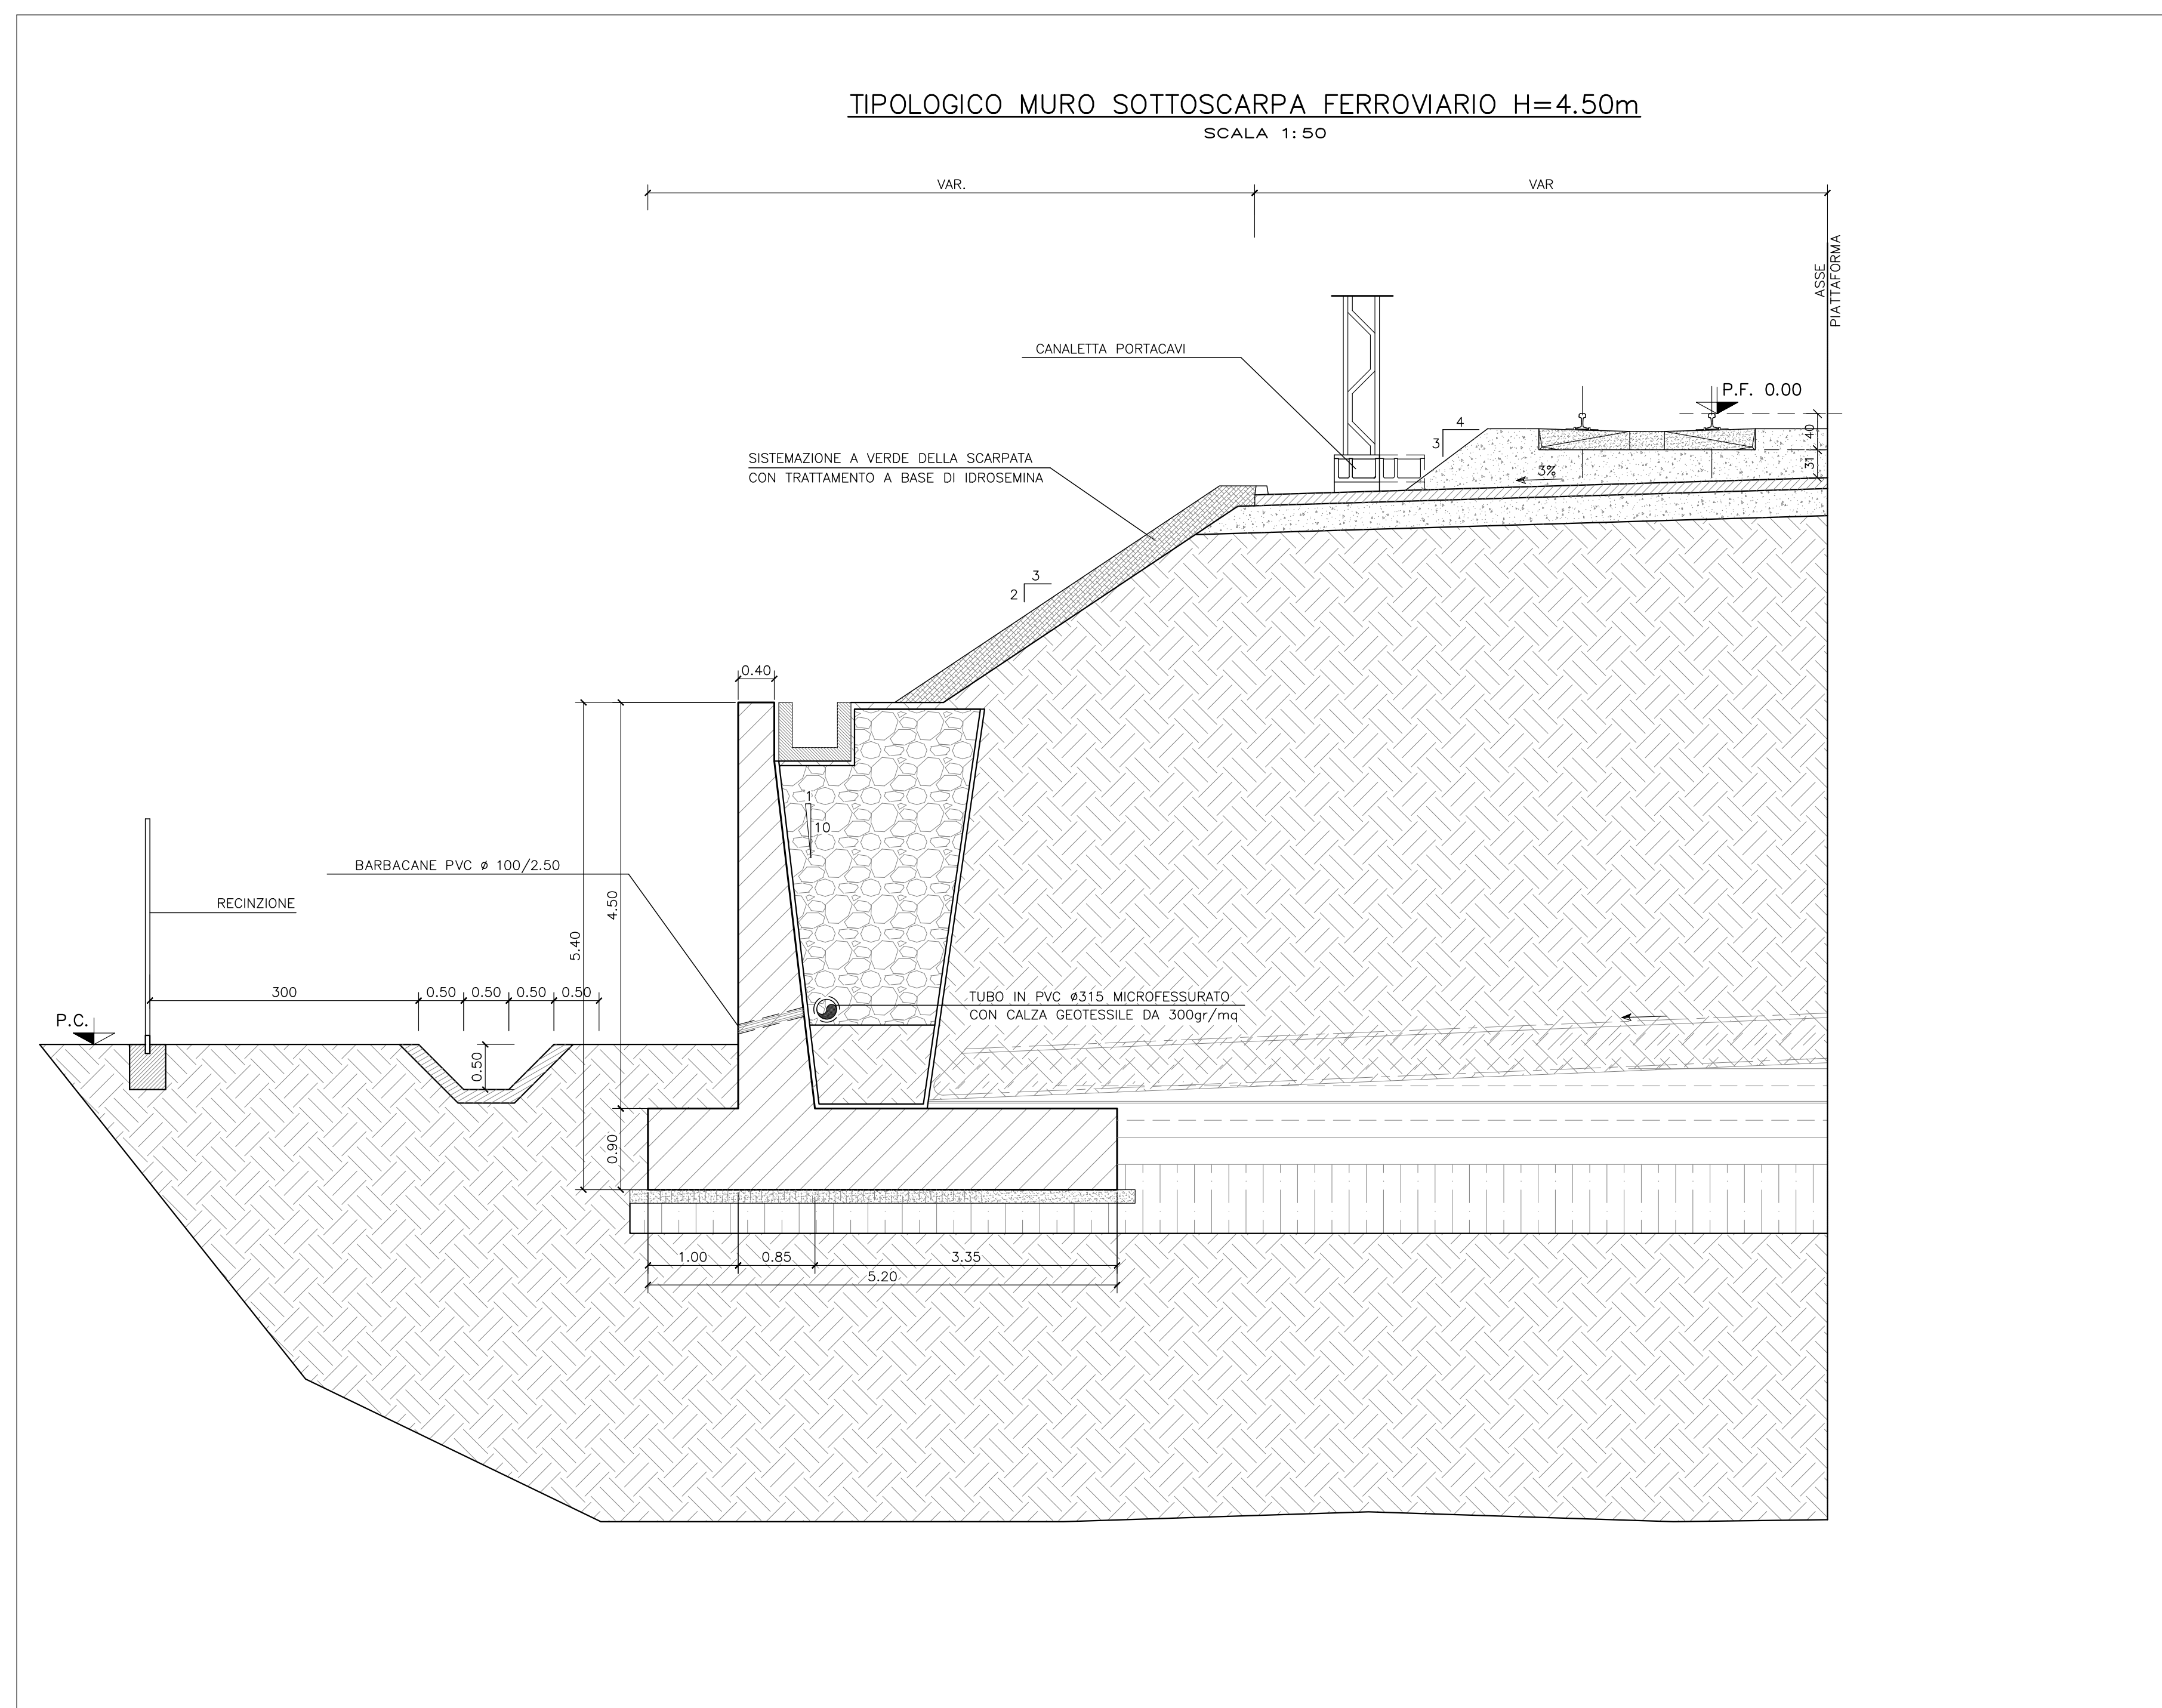 TIPOLOGICO MURO SOTTOSCARPA FERROVIARIO H=4.50m
SCALA 1:50
VAR.
VAR
ASSE
PIATTAFORMA
CANALETTA PORTACAVI
P.F. 0.00
4
3
40
31
3%
SISTEMAZIONE A VERDE DELLA SCARPATA
CON TRATTAMENTO A BASE DI IDROSEMINA
3
2
0.40
1
10
BARBACANE PVC ø 100/2.50
RECINZIONE
4.50
5.40
300
0.50
0.50
0.50
0.50
TUBO IN PVC ø315 MICROFESSURATO
CON CALZA GEOTESSILE DA 300gr/mq
P.C.
0.50
0.90
1.00
0.85
3.35
5.20